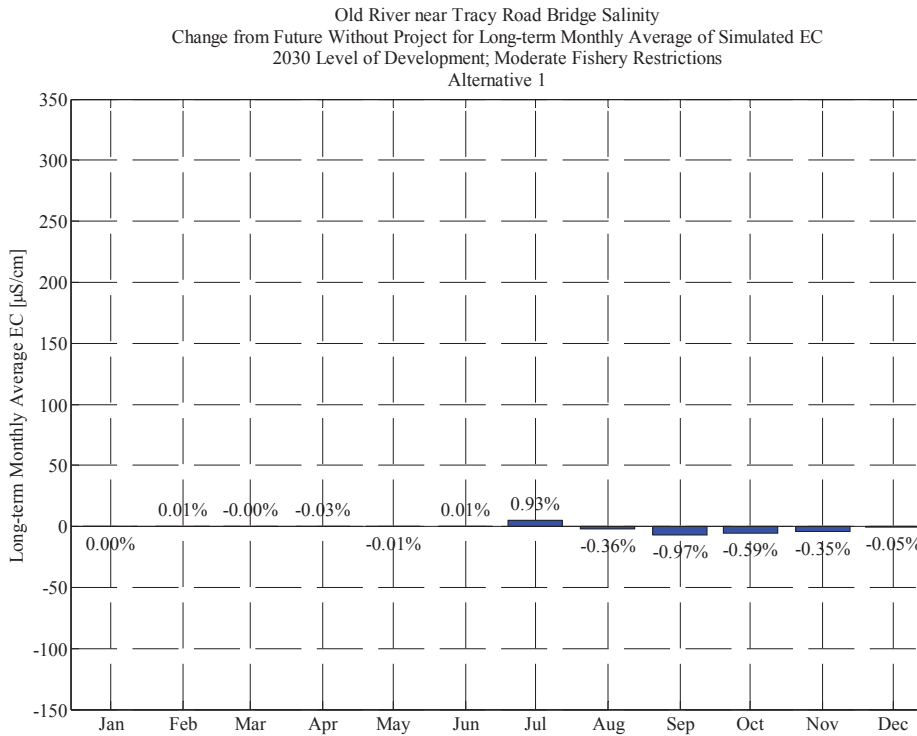 Old River near Tracy Road Bridge Salinity
Change from Future Without Project for Long-term Monthly Average of Simulated EC
2030 Level of Development; Moderate Fishery Restrictions
Alternative 1
Long-term Monthly Average EC [µS/cm]
350
300
250
200
150
100
50
0
-50
-100
-150
0.01% -0.00% -0.03% 0.01% 0.93%
0.00% -0.01% -0.36% -0.97% -0.59% -0.35% -0.05%
Jan Feb Mar Apr May Jun Jul Aug Sep Oct Nov Dec